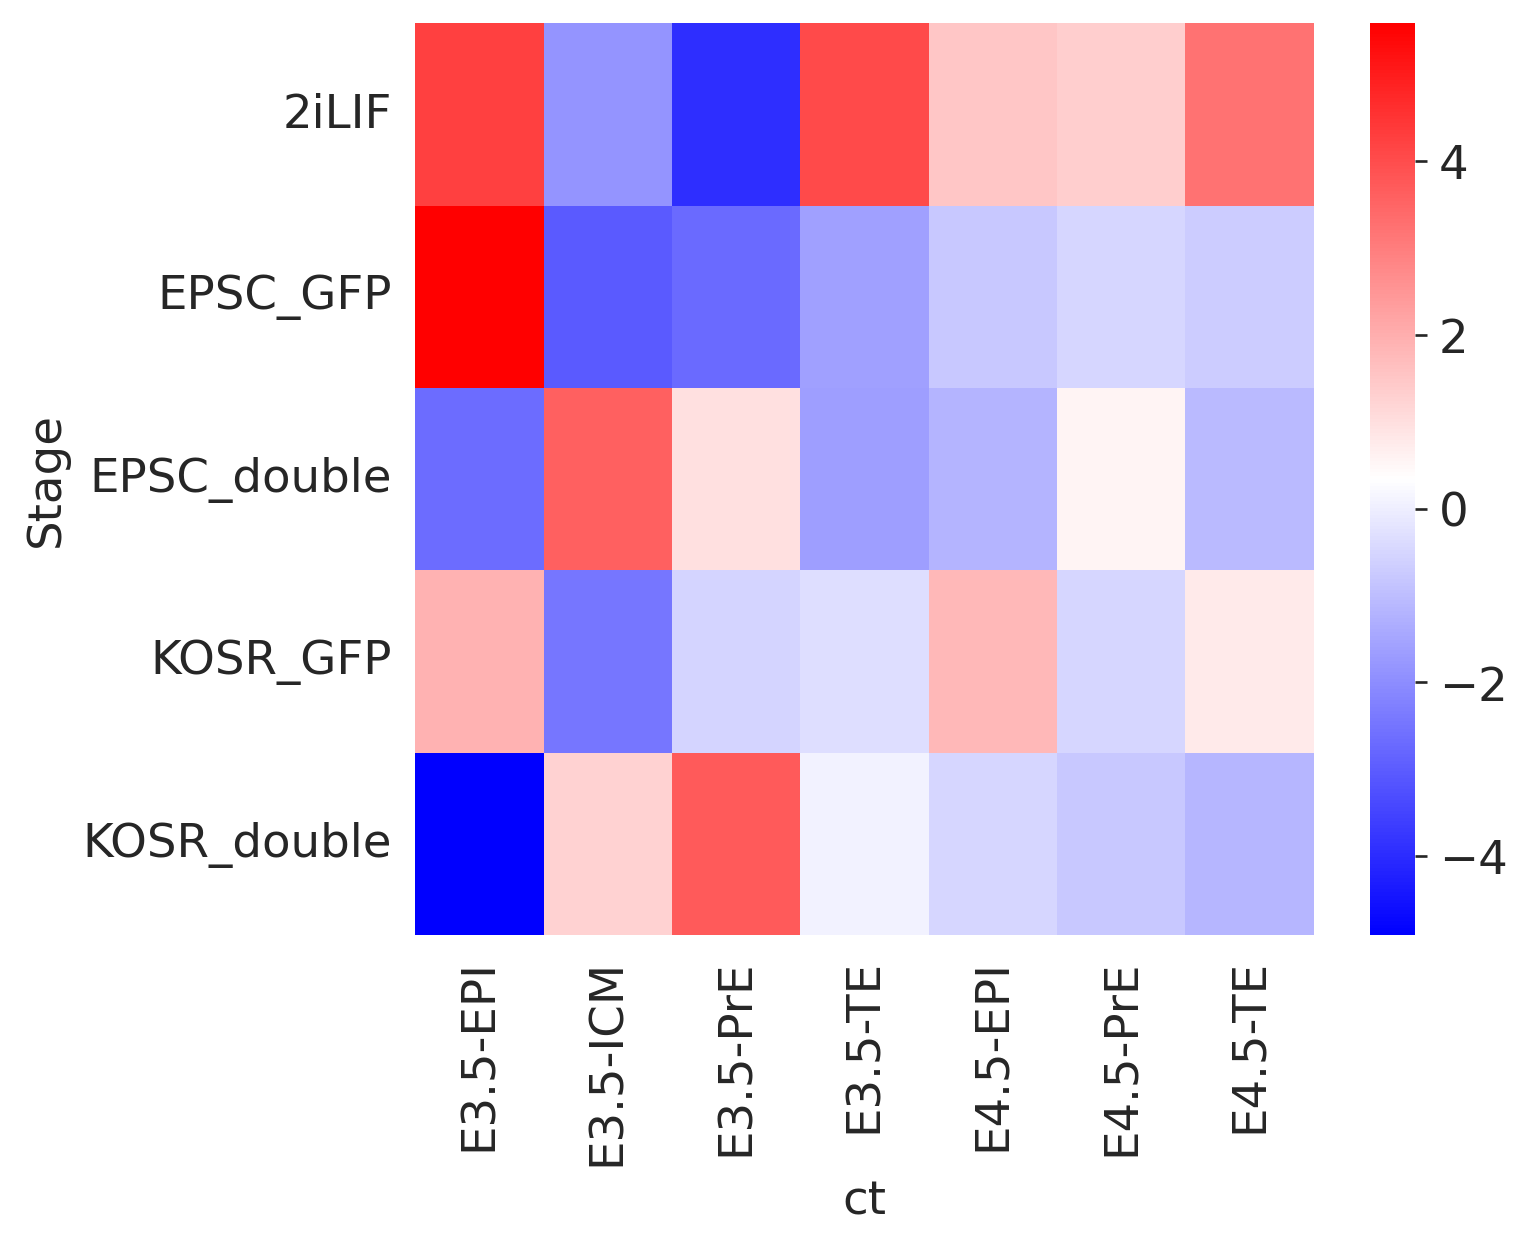 Stage
2iLIF
EPSC_GFP
EPSC_double
KOSR_GFP
KOSR_double
E3.5-EPI
E3.5-ICM
E3.5-PrE
E3.5-TE
E4.5-EPI
E4.5-PrE
E4.5-TE
ct
4
2
0
−2
−4